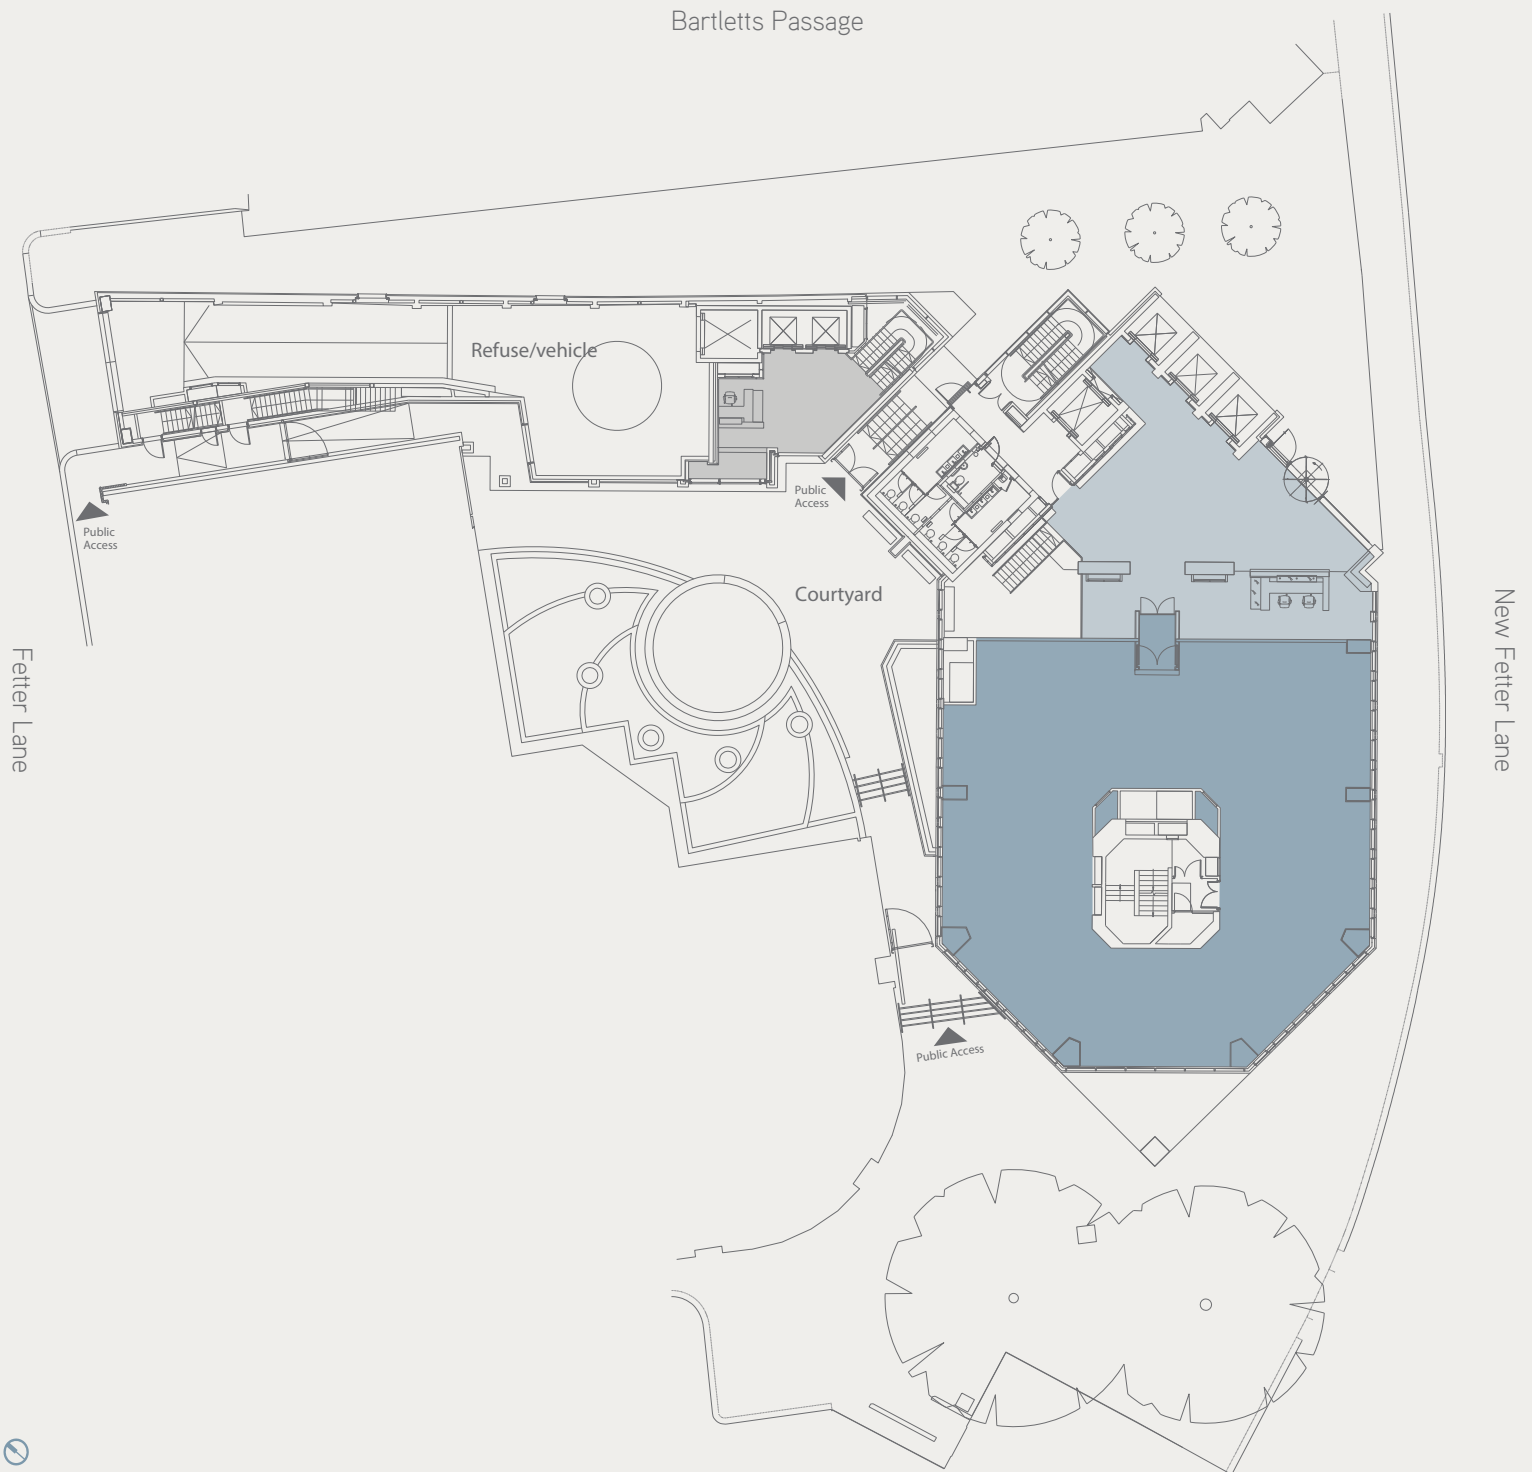 Bartletts Passage
Refuse/vehicle
Public
Access
Public
Access
Courtyard
Fetter Lane
New Fetter Lane
Public Access